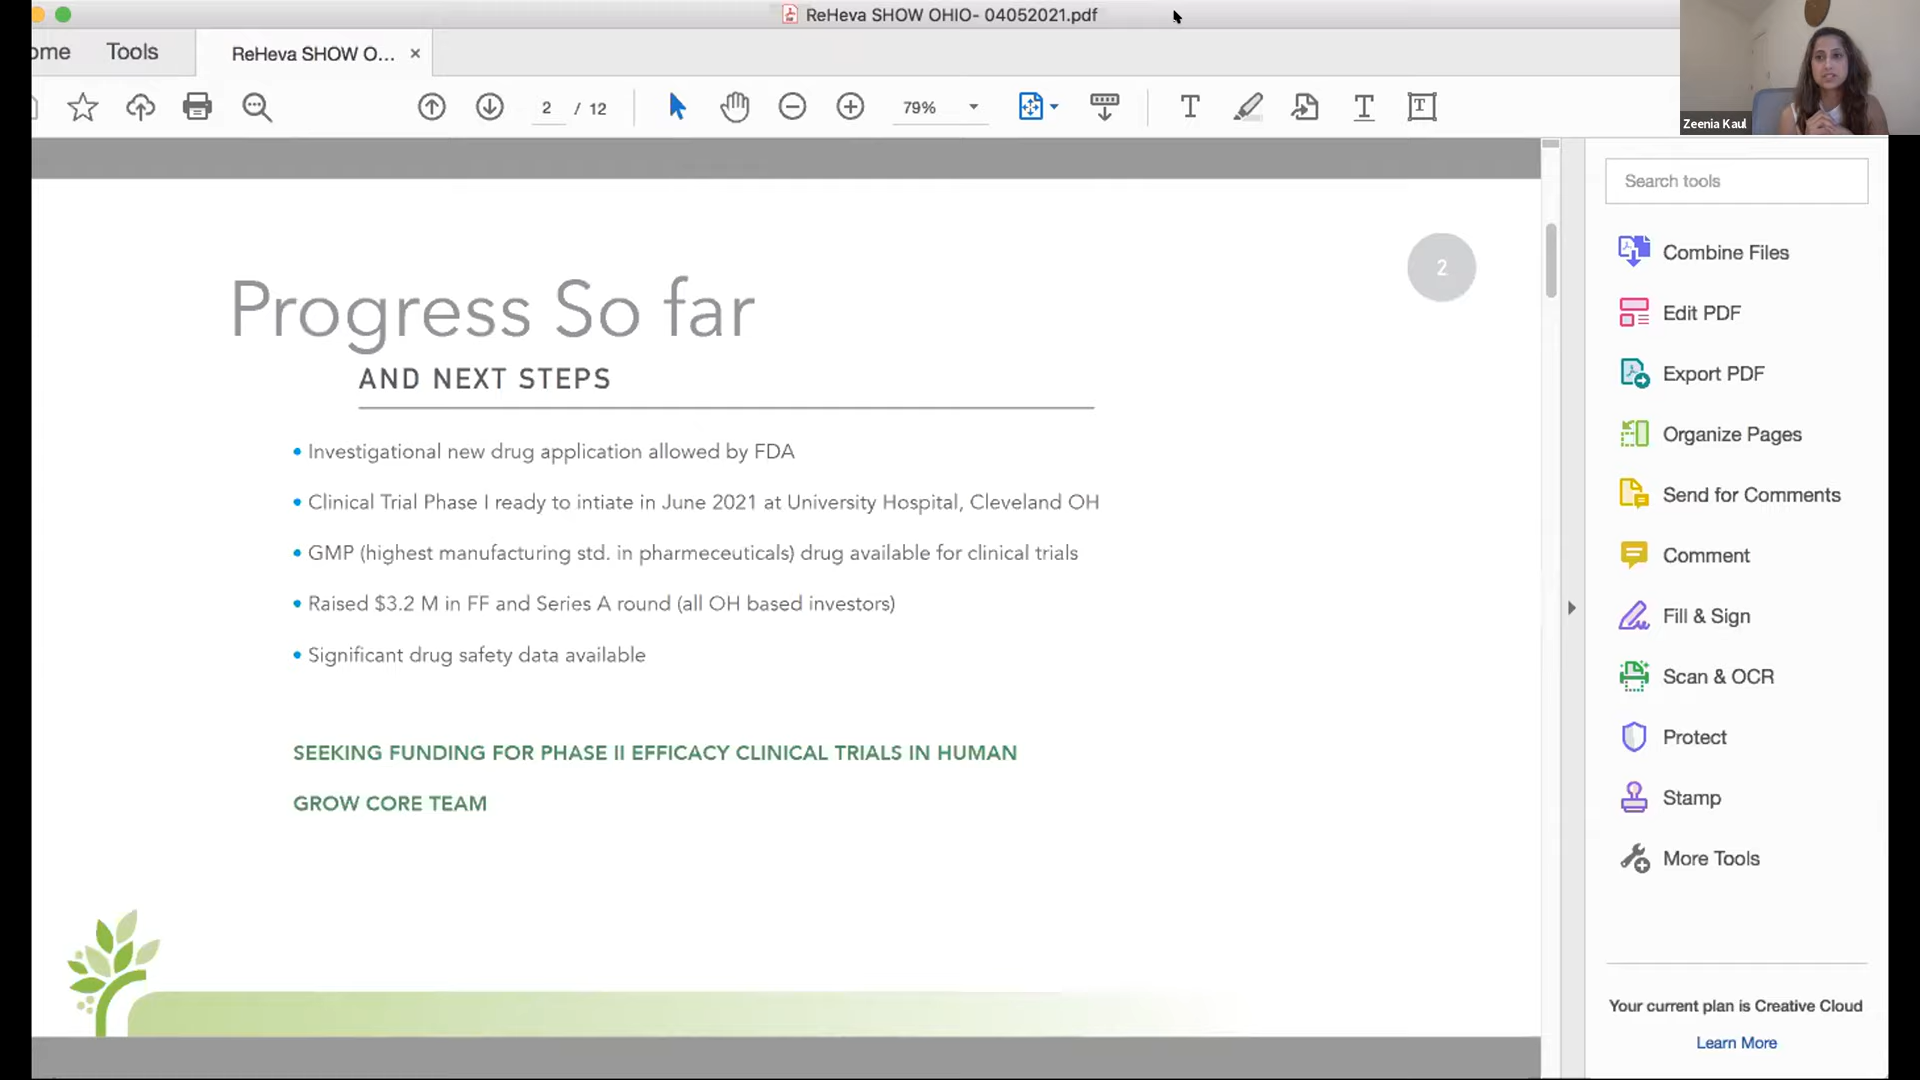 ReHeva SHOW OHIO- 04052021.pdf
ome
Tools
ReHeva SHOW O... ×
2 / 12
79%
Zeenia Kaul
Search tools
2
Progress So far
AND NEXT STEPS
• Investigational new drug application allowed by FDA
• Clinical Trial Phase I ready to intiate in June 2021 at University Hospital, Cleveland OH
• GMP (highest manufacturing std. in pharmeceuticals) drug available for clinical trials
• Raised $3.2 M in FF and Series A round (all OH based investors)
• Significant drug safety data available
SEEKING FUNDING FOR PHASE II EFFICACY CLINICAL TRIALS IN HUMAN
GROW CORE TEAM
Combine Files
Edit PDF
Export PDF
Organize Pages
Send for Comments
Comment
Fill & Sign
Scan & OCR
Protect
Stamp
More Tools
Your current plan is Creative Cloud
Learn More